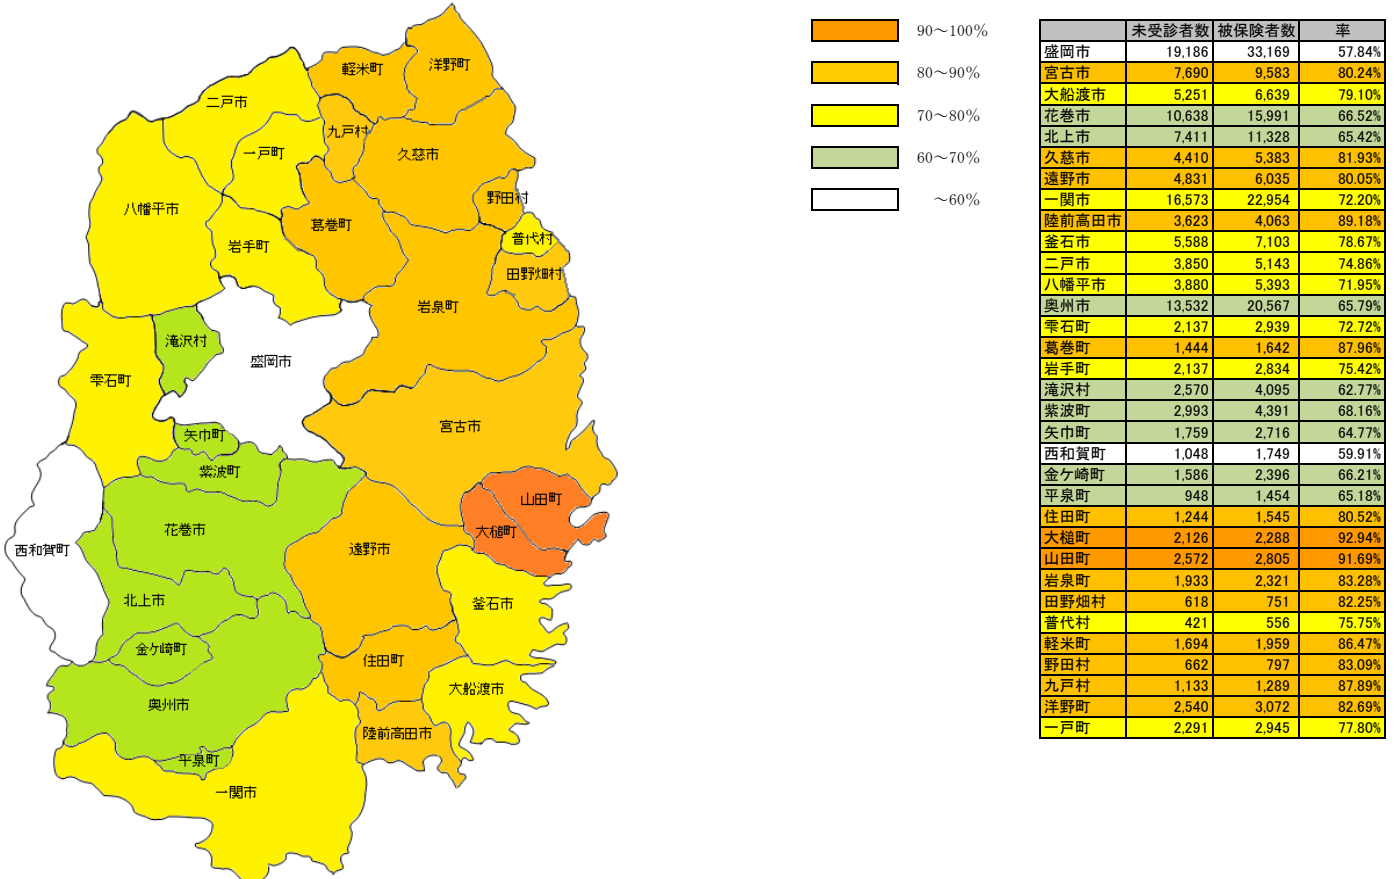 洋野町
軽米町
二戸市
九戸村
一戸町
久慈市
野田村
八幡平市
葛巻町
普代村
岩手町
田野畑村
岩泉町
滝沢村
盛岡市
雫石町
宮古市
矢巾町
紫波町
山田町
花巻市
大槌町
西和賀町
遠野市
北上市
釜石市
金ケ崎町
住田町
大船渡市
奥州市
陸前高田市
平泉町
一関市
90～100%
80～90%
70～80%
60～70%
～60%
未受診者数 被保険者数 率
盛岡市 19,186 33,169 57.84%
宮古市 7,690 9,583 80.24%
大船渡市 5,251 6,639 79.10%
花巻市 10,638 15,991 66.52%
北上市 7,411 11,328 65.42%
久慈市 4,410 5,383 81.93%
遠野市 4,831 6,035 80.05%
一関市 16,573 22,954 72.20%
陸前高田市 3,623 4,063 89.18%
釜石市 5,588 7,103 78.67%
二戸市 3,850 5,143 74.86%
八幡平市 3,880 5,393 71.95%
奥州市 13,532 20,567 65.79%
雫石町 2,137 2,939 72.72%
葛巻町 1,444 1,642 87.96%
岩手町 2,137 2,834 75.42%
滝沢村 2,570 4,095 62.77%
紫波町 2,993 4,391 68.16%
矢巾町 1,759 2,716 64.77%
西和賀町 1,048 1,749 59.91%
金ケ崎町 1,586 2,396 66.21%
平泉町 948 1,454 65.18%
住田町 1,244 1,545 80.52%
大槌町 2,126 2,288 92.94%
山田町 2,572 2,805 91.69%
岩泉町 1,933 2,321 83.28%
田野畑村 618 751 82.25%
普代村 421 556 75.75%
軽米町 1,694 1,959 86.47%
野田村 662 797 83.09%
九戸村 1,133 1,289 87.89%
洋野町 2,540 3,072 82.69%
一戸町 2,291 2,945 77.80%